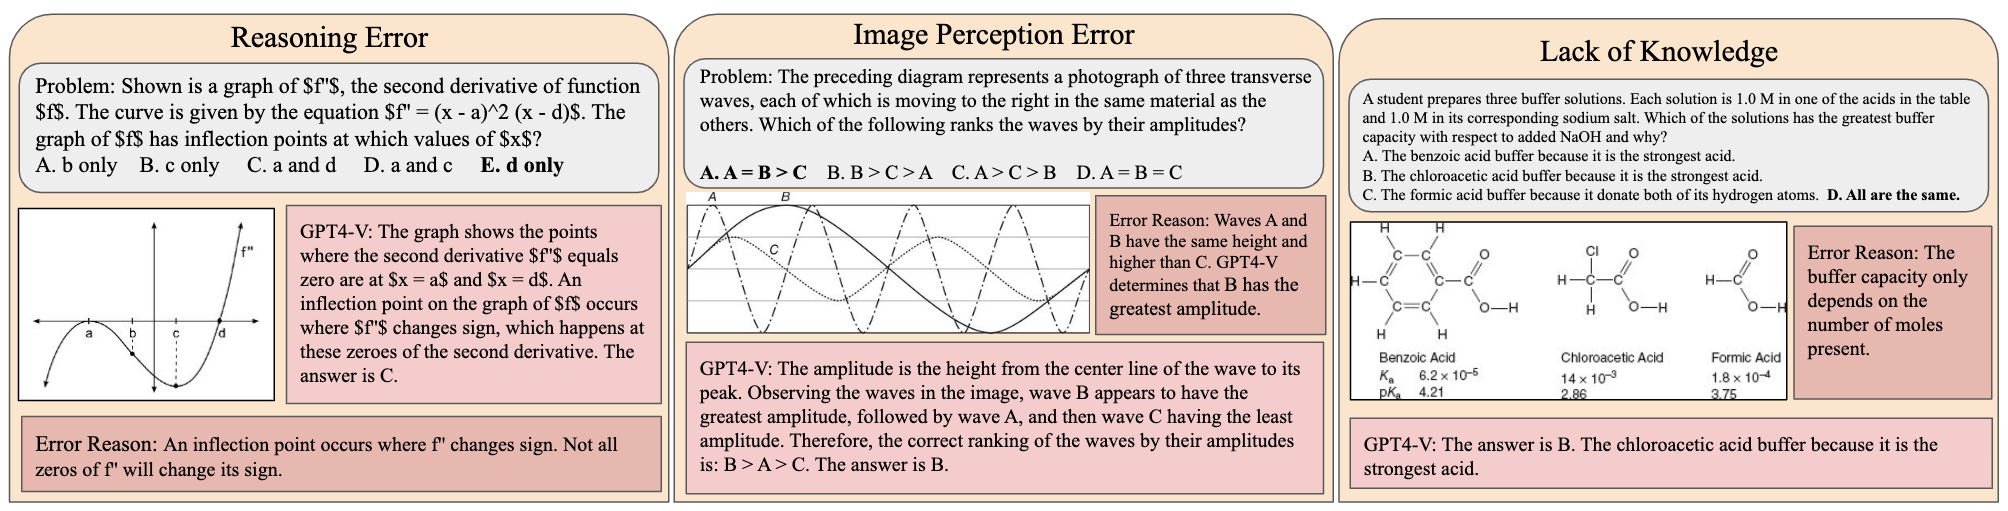 Reasoning Error
Problem: Shown is a graph of $f"$, the second derivative of function
$f$. The curve is given by the equation $f" = (x - a)^2 (x - d)$. The
graph of $f$ has inflection points at which values of $x$?
A. b only B. c only C. a and d D. a and c E. d only
f"
a b c d
GPT4-V: The graph shows the points
where the second derivative $f"$ equals
zero are at $x = a$ and $x = d$. An
inflection point on the graph of $f$ occurs
where $f"$ changes sign, which happens at
these zeroes of the second derivative. The
answer is C.
Error Reason: An inflection point occurs where f" changes sign. Not all
zeros of f" will change its sign.
Image Perception Error
Problem: The preceding diagram represents a photograph of three transverse
waves, each of which is moving to the right in the same material as the
others. Which of the following ranks the waves by their amplitudes?
A. A = B > C B. B > C > A C. A > C > B D. A = B = C
A B
C
Error Reason: Waves A and
B have the same height and
higher than C. GPT4-V
determines that B has the
greatest amplitude.
GPT4-V: The amplitude is the height from the center line of the wave to its
peak. Observing the waves in the image, wave B appears to have the
greatest amplitude, followed by wave A, and then wave C having the least
amplitude. Therefore, the correct ranking of the waves by their amplitudes
is: B > A > C. The answer is B.
Lack of Knowledge
A student prepares three buffer solutions. Each solution is 1.0 M in one of the acids in the table
and 1.0 M in its corresponding sodium salt. Which of the solutions has the greatest buffer
capacity with respect to added NaOH and why?
A. The benzoic acid buffer because it is the strongest acid.
B. The chloroacetic acid buffer because it is the strongest acid.
C. The formic acid buffer because it donate both of its hydrogen atoms. D. All are the same.
H H
C—C O Cl O O
H—C C—C H—C—C H—C
C=C O—H H O—H O—H
H H
Benzoic Acid Chloroacetic Acid Formic Acid
Ka 6.2 × 10-5 14 × 10-3 1.8 × 10-4
pKa 4.21 2.86 3.75
Error Reason: The
buffer capacity only
depends on the
number of moles
present.
GPT4-V: The answer is B. The chloroacetic acid buffer because it is the
strongest acid.